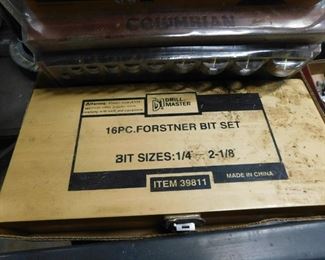 COLUMBIAN
DRILL
MASTER
16PC. FORSTNER BIT SET
BIT SIZES: 1/4" - 2-1/8"
ITEM 39811
MADE IN CHINA